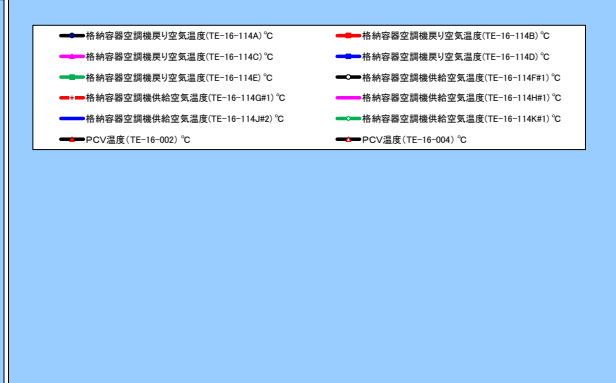 格納容器空調機戻り空気温度(TE-16-114A)℃ 格納容器空調機戻り空気温度(TE-16-114B)℃
格納容器空調機戻り空気温度(TE-16-114C)℃ 格納容器空調機戻り空気温度(TE-16-114D)℃
格納容器空調機戻り空気温度(TE-16-114E)℃ 格納容器空調機供給空気温度(TE-16-114F#1)℃
格納容器空調機供給空気温度(TE-16-114G#1)℃ 格納容器空調機供給空気温度(TE-16-114H#1)℃
格納容器空調機供給空気温度(TE-16-114J#2)℃ 格納容器空調機供給空気温度(TE-16-114K#1)℃
PCV温度(TE-16-002)℃ PCV温度(TE-16-004)℃